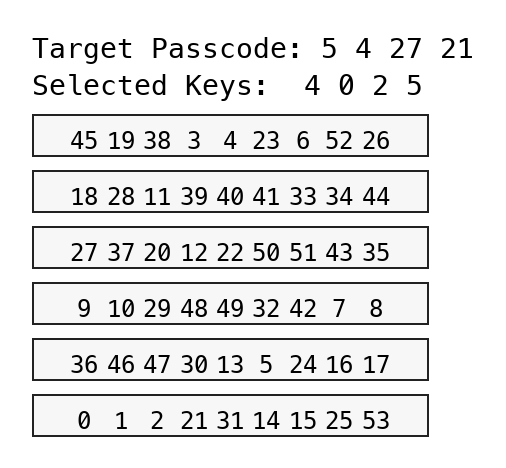 Target Passcode: 5 4 27 21
Selected Keys: 4 0 2 5
45 19 38 3 4 23 6 52 26
18 28 11 39 40 41 33 34 44
27 37 20 12 22 50 51 43 35
9 10 29 48 49 32 42 7 8
36 46 47 30 13 5 24 16 17
0 1 2 21 31 14 15 25 53